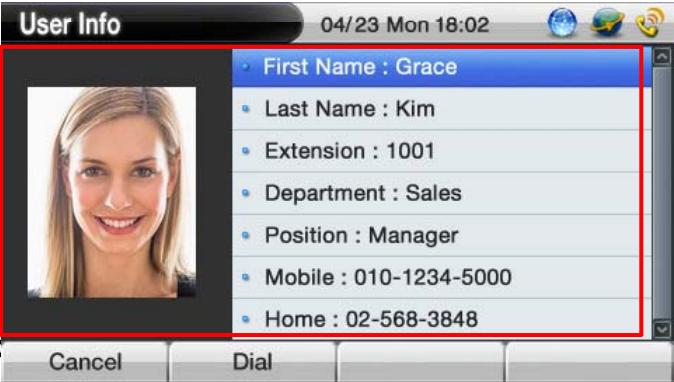 User Info
04/23 Mon 18:02
First Name : Grace
Last Name : Kim
Extension : 1001
Department : Sales
Position : Manager
Mobile : 010-1234-5000
Home : 02-568-3848
Cancel
Dial